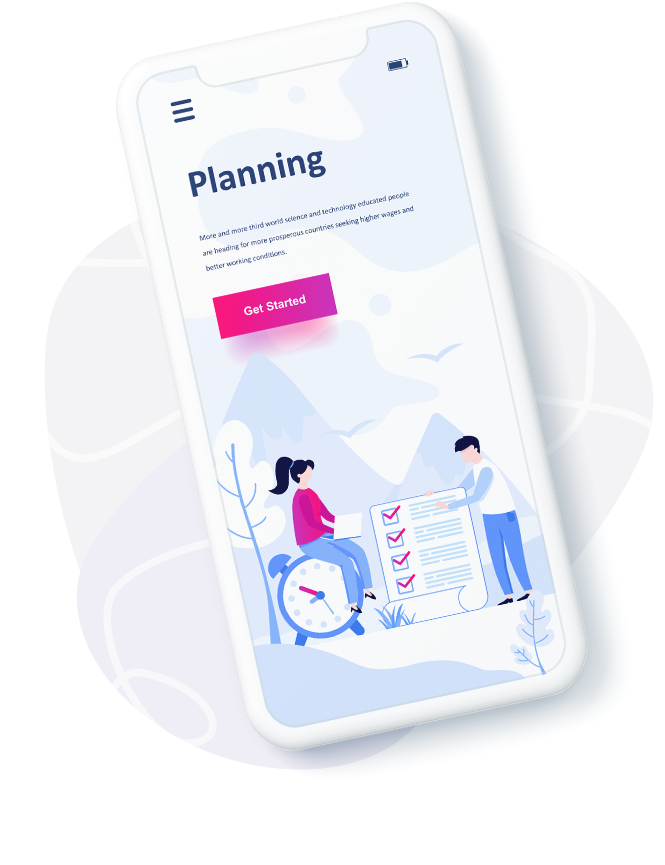 Planning
More and more third world science and technology educated people
are heading for more prosperous countries seeking higher wages and
better working conditions.
Get Started